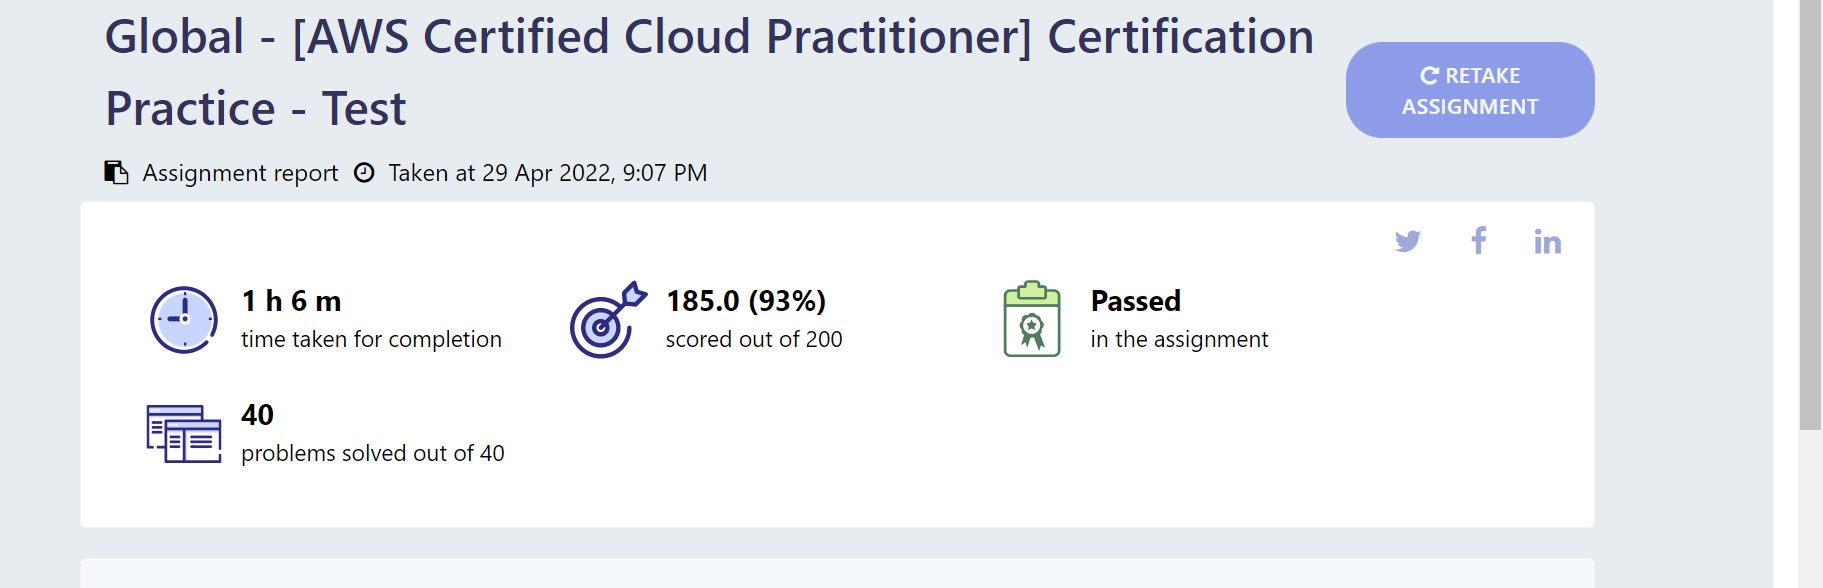 Global - [AWS Certified Cloud Practitioner] Certification
Practice - Test
RETAKE
ASSIGNMENT
Assignment report Taken at 29 Apr 2022, 9:07 PM
1 h 6 m
time taken for completion
185.0 (93%)
scored out of 200
Passed
in the assignment
40
problems solved out of 40